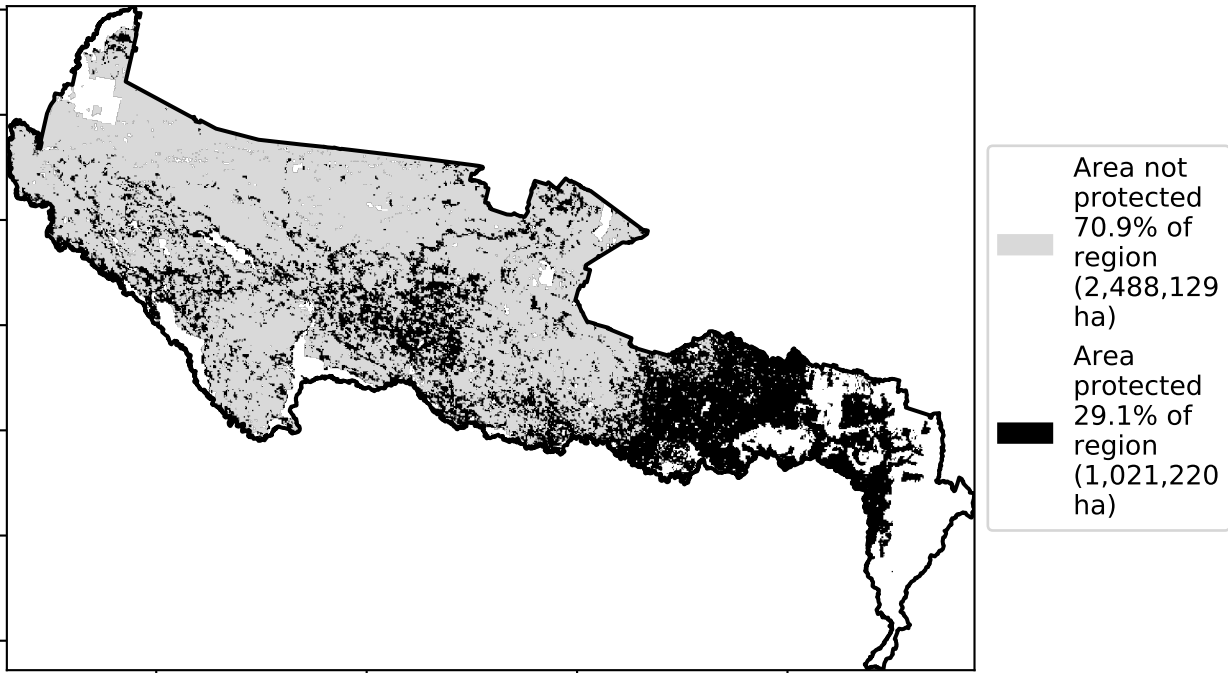 Area not
protected
70.9% of
region
(2,488,129
ha)
Area
protected
29.1% of
region
(1,021,220
ha)